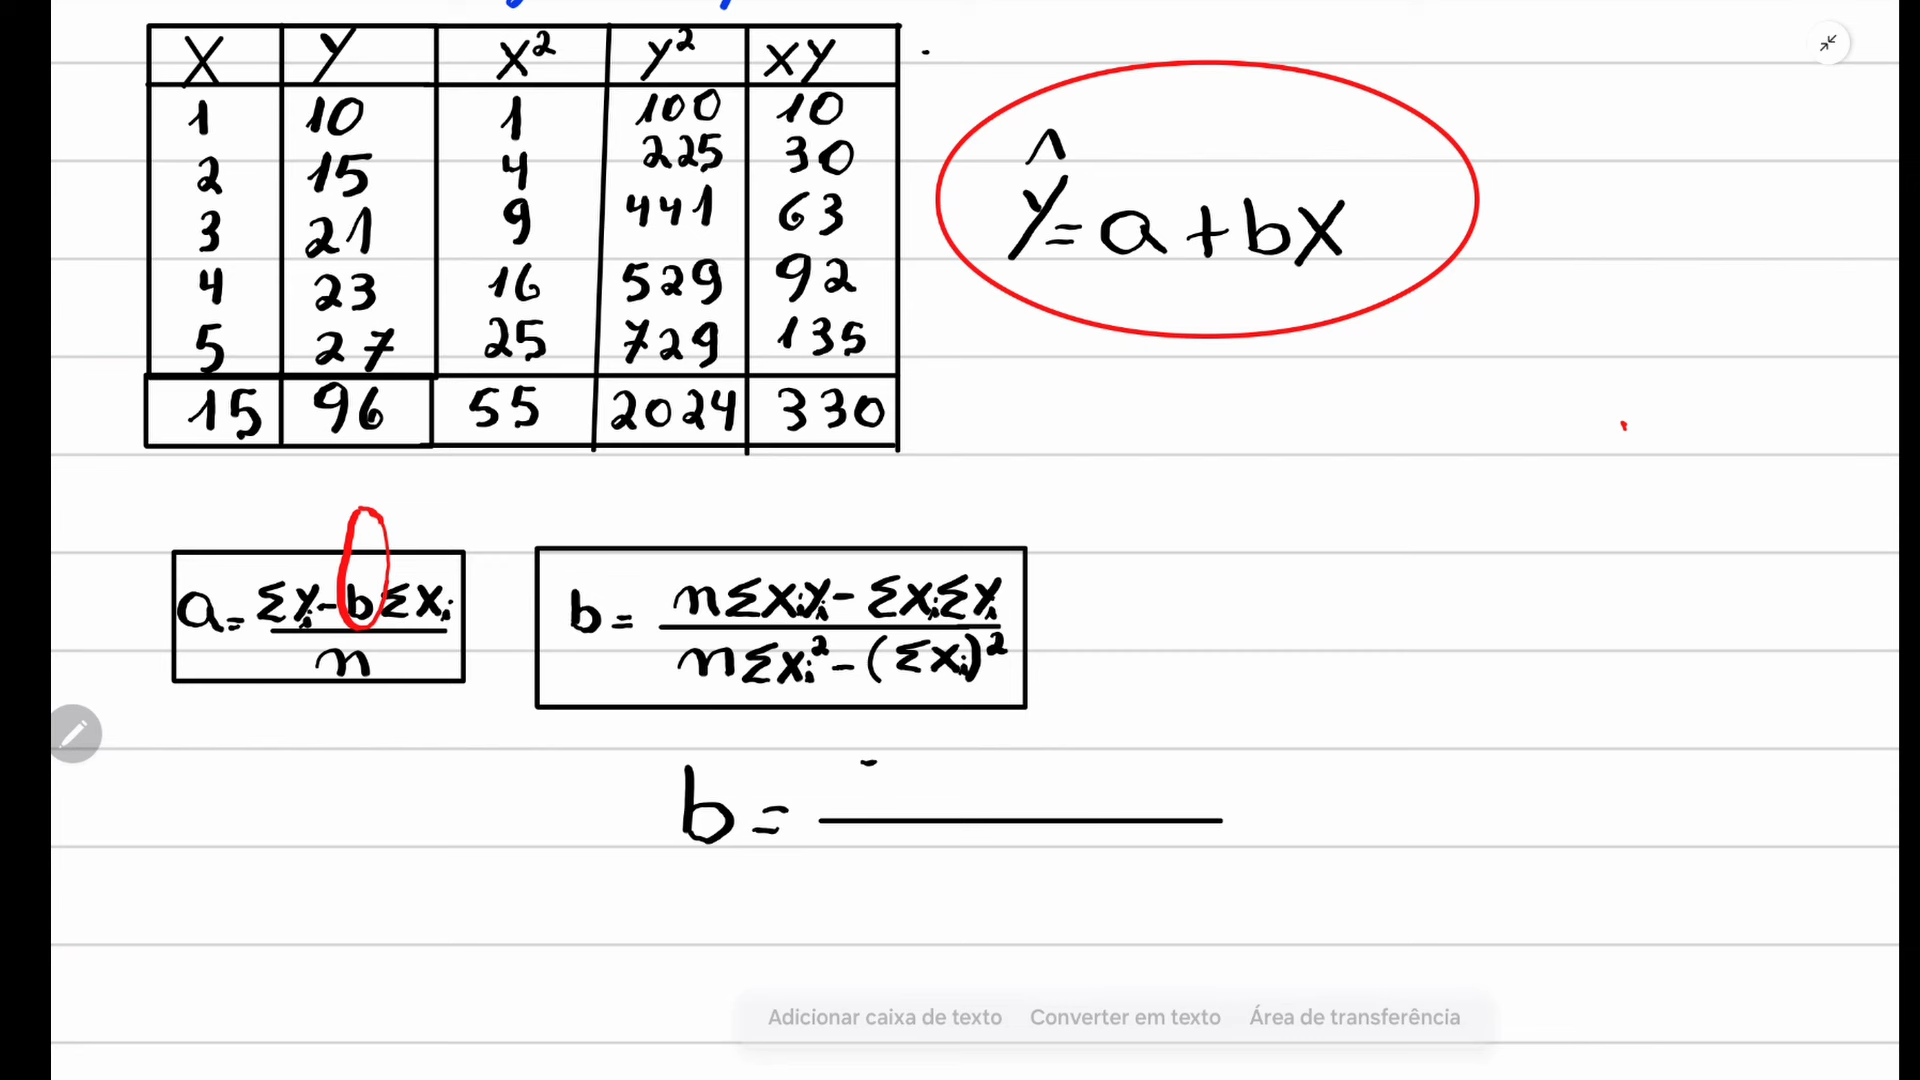 X Y X² y² xy
1 10 1 100 10
2 15 4 225 30
3 21 9 441 63
4 23 16 529 92
5 27 25 729 135
15 96 55 2024 330
ŷ = a + bX
a = (Σyᵢ - bΣxᵢ) / n
b = (nΣxᵢyᵢ - ΣxᵢΣyᵢ) / (nΣxᵢ² - (Σxᵢ)²)
b =
Adicionar caixa de texto Converter em texto Área de transferência